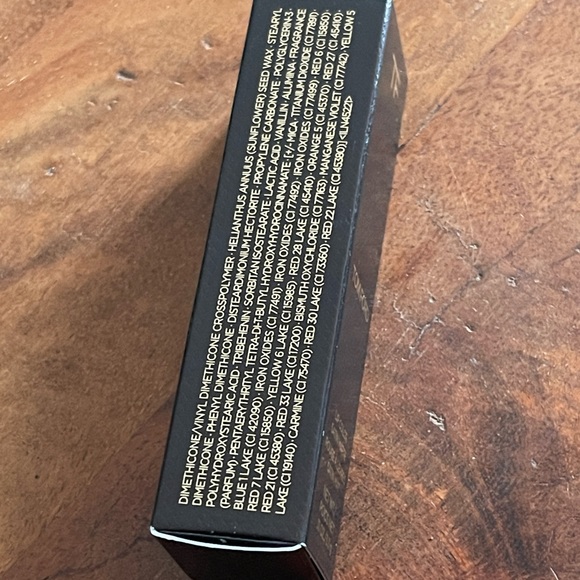 DIMETHICONE/VINYL DIMETHICONE CROSSPOLYMER · HELIANTHUS ANNUUS (SUNFLOWER) SEED WAX · STEARYL
DIMETHICONE · PHENYL DIMETHICONE · DISTEARDIMONIUM HECTORITE · PROPYLENE CARBONATE · POLYGLYCERIN-3 ·
POLYHYDROXYSTEARIC ACID · TRIBEHENIN · SORBITAN ISOSTEARATE · LACTIC ACID · VANILLIN · ALUMINA · FRAGRANCE
(PARFUM) · PENTAERYTHRITYL TETRA-DI-T-BUTYL HYDROXYHYDROCINNAMATE · [+/- MICA · TITANIUM DIOXIDE (CI 77891) ·
BLUE 1 LAKE (CI 42090) · IRON OXIDES (CI 77491) · IRON OXIDES (CI 77492) · IRON OXIDES (CI 77499) · RED 6 (CI 15850) ·
RED 7 LAKE (CI 15850) · YELLOW 6 LAKE (CI 15985) · RED 28 LAKE (CI 45410) · ORANGE 5 (CI 45370) · RED 27 (CI 45410) ·
RED 21 (CI 45380) · RED 33 LAKE (CI 17200) · BISMUTH OXYCHLORIDE (CI 77163) · MANGANESE VIOLET (CI 77742) · YELLOW 5
LAKE (CI 19140) · CARMINE (CI 75470) · RED 30 LAKE (CI 73360) · RED 22 LAKE (CI 45380)] <ILN4522>